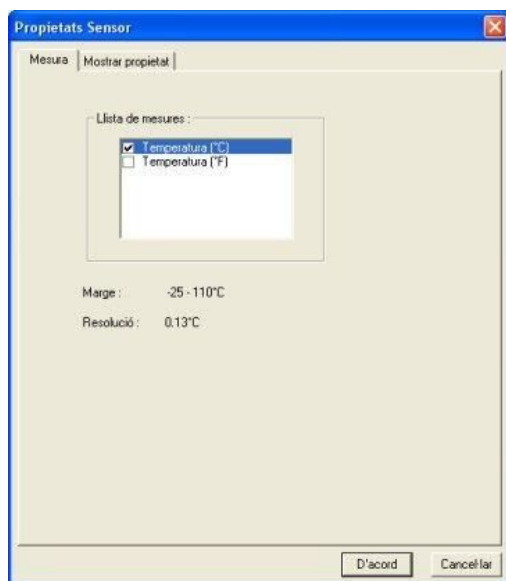 Propietats Sensor
Mesura Mostrar propietat
Llista de mesures :
Temperatura (°C)
Temperatura (°F)
Marge : -25 - 110°C
Resolució : 0.13°C
D'acord Cancel·lar